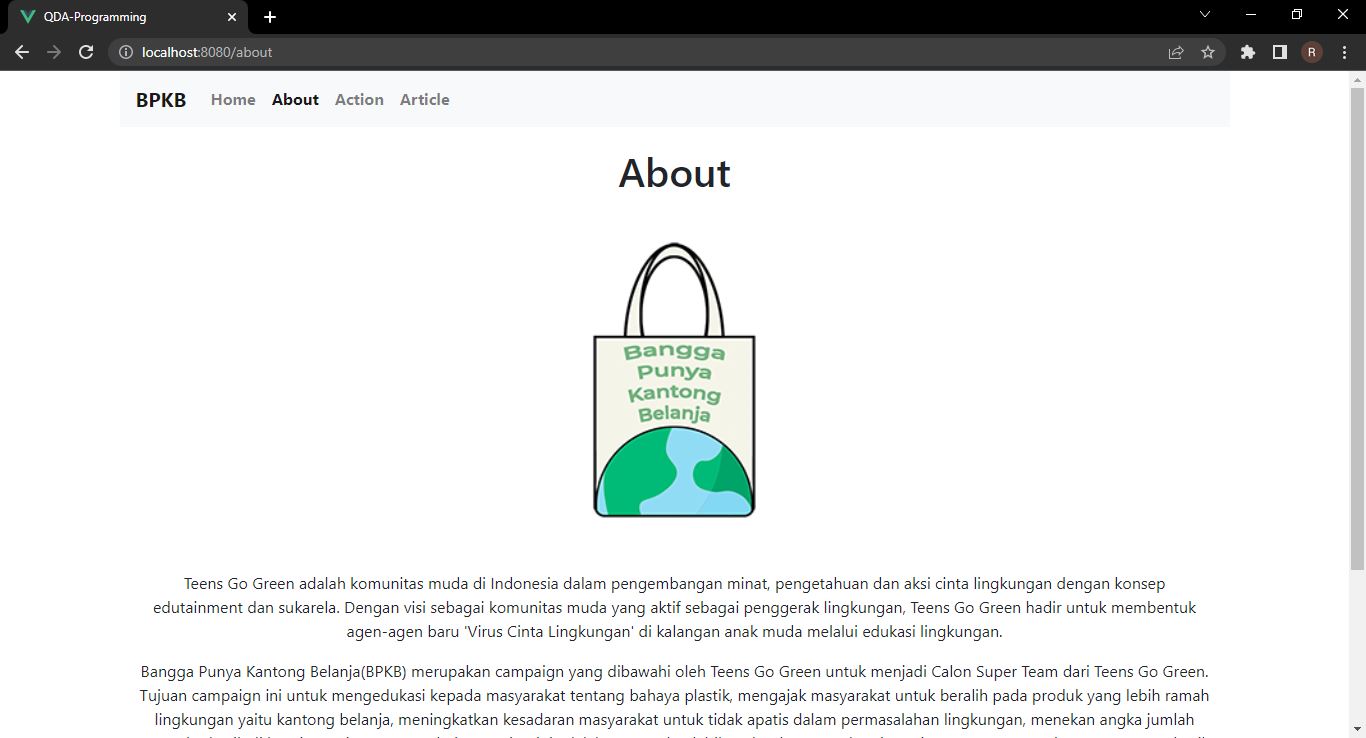 QDA-Programming
localhost:8080/about
R
BPKB Home About Action Article
About
Bangga
Punya
Kantong
Belanja
Teens Go Green adalah komunitas muda di Indonesia dalam pengembangan minat, pengetahuan dan aksi cinta lingkungan dengan konsep
edutainment dan sukarela. Dengan visi sebagai komunitas muda yang aktif sebagai penggerak lingkungan, Teens Go Green hadir untuk membentuk
agen-agen baru 'Virus Cinta Lingkungan' di kalangan anak muda melalui edukasi lingkungan.
Bangga Punya Kantong Belanja(BPKB) merupakan campaign yang dibawahi oleh Teens Go Green untuk menjadi Calon Super Team dari Teens Go Green.
Tujuan campaign ini untuk mengedukasi kepada masyarakat tentang bahaya plastik, mengajak masyarakat untuk beralih pada produk yang lebih ramah
lingkungan yaitu kantong belanja, meningkatkan kesadaran masyarakat untuk tidak apatis dalam permasalahan lingkungan, menekan angka jumlah